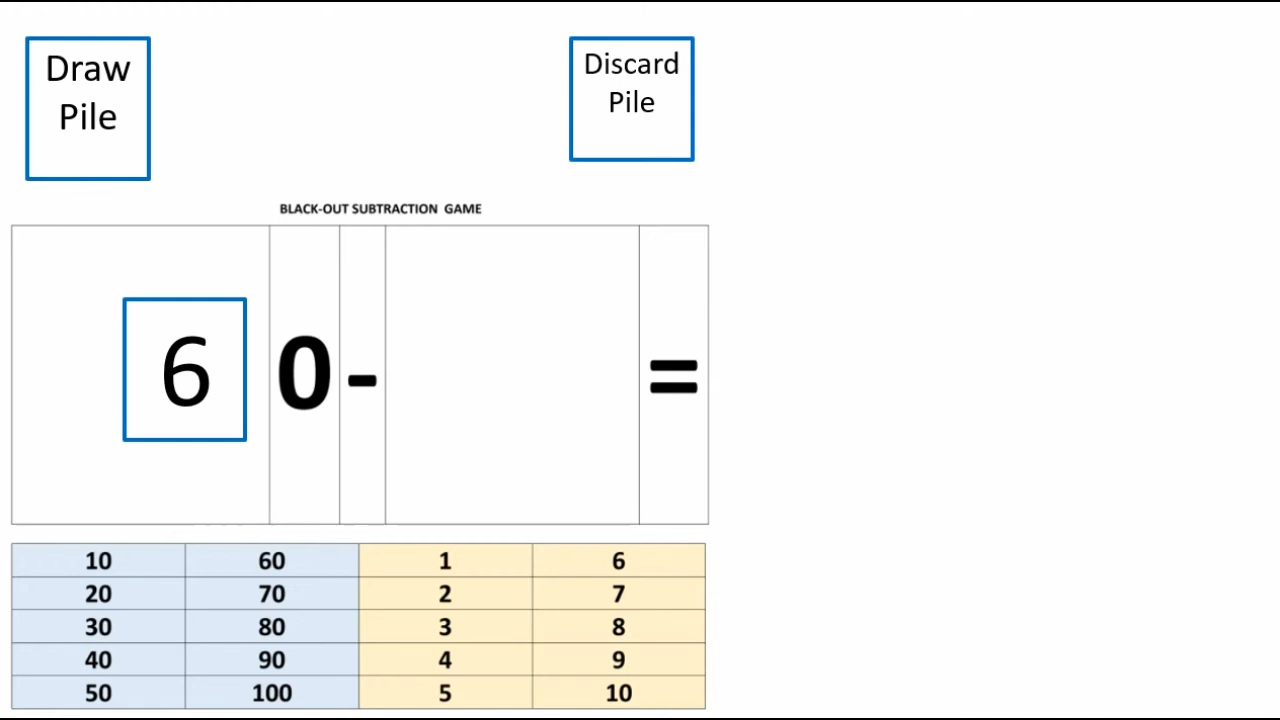 Draw
Pile
Discard
Pile
BLACK-OUT SUBTRACTION GAME
6 0 - =
10 60 1 6
20 70 2 7
30 80 3 8
40 90 4 9
50 100 5 10